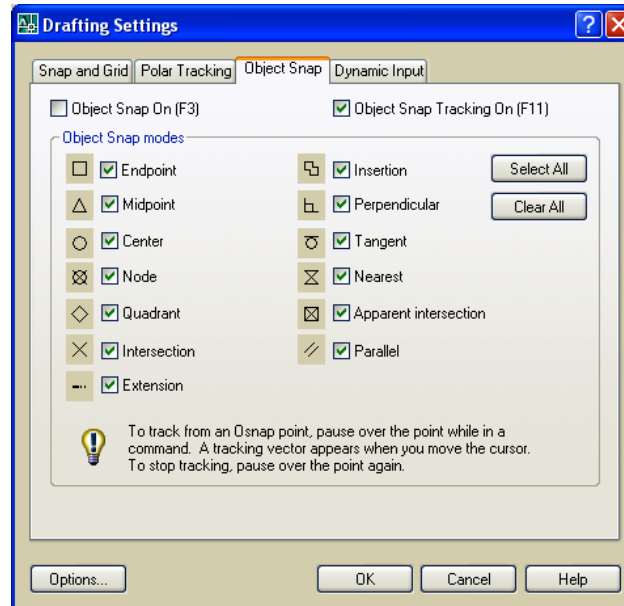 Drafting Settings
Snap and Grid Polar Tracking Object Snap Dynamic Input
Object Snap On (F3) Object Snap Tracking On (F11)
Object Snap modes
Endpoint Insertion Select All
Midpoint Perpendicular Clear All
Center Tangent
Node Nearest
Quadrant Apparent intersection
Intersection Parallel
Extension
To track from an Osnap point, pause over the point while in a
command. A tracking vector appears when you move the cursor.
To stop tracking, pause over the point again.
Options... OK Cancel Help